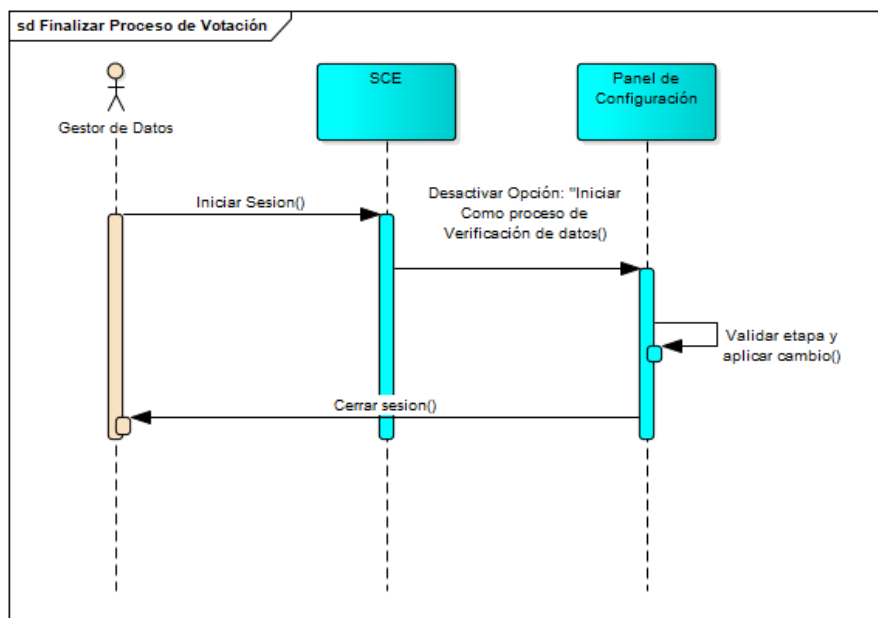 sd Finalizar Proceso de Votación
SCE
Panel de
Configuración
Gestor de Datos
Iniciar Sesion()
Desactivar Opción: "Iniciar
Como proceso de
Verificación de datos()
Validar etapa y
aplicar cambio()
Cerrar sesion()